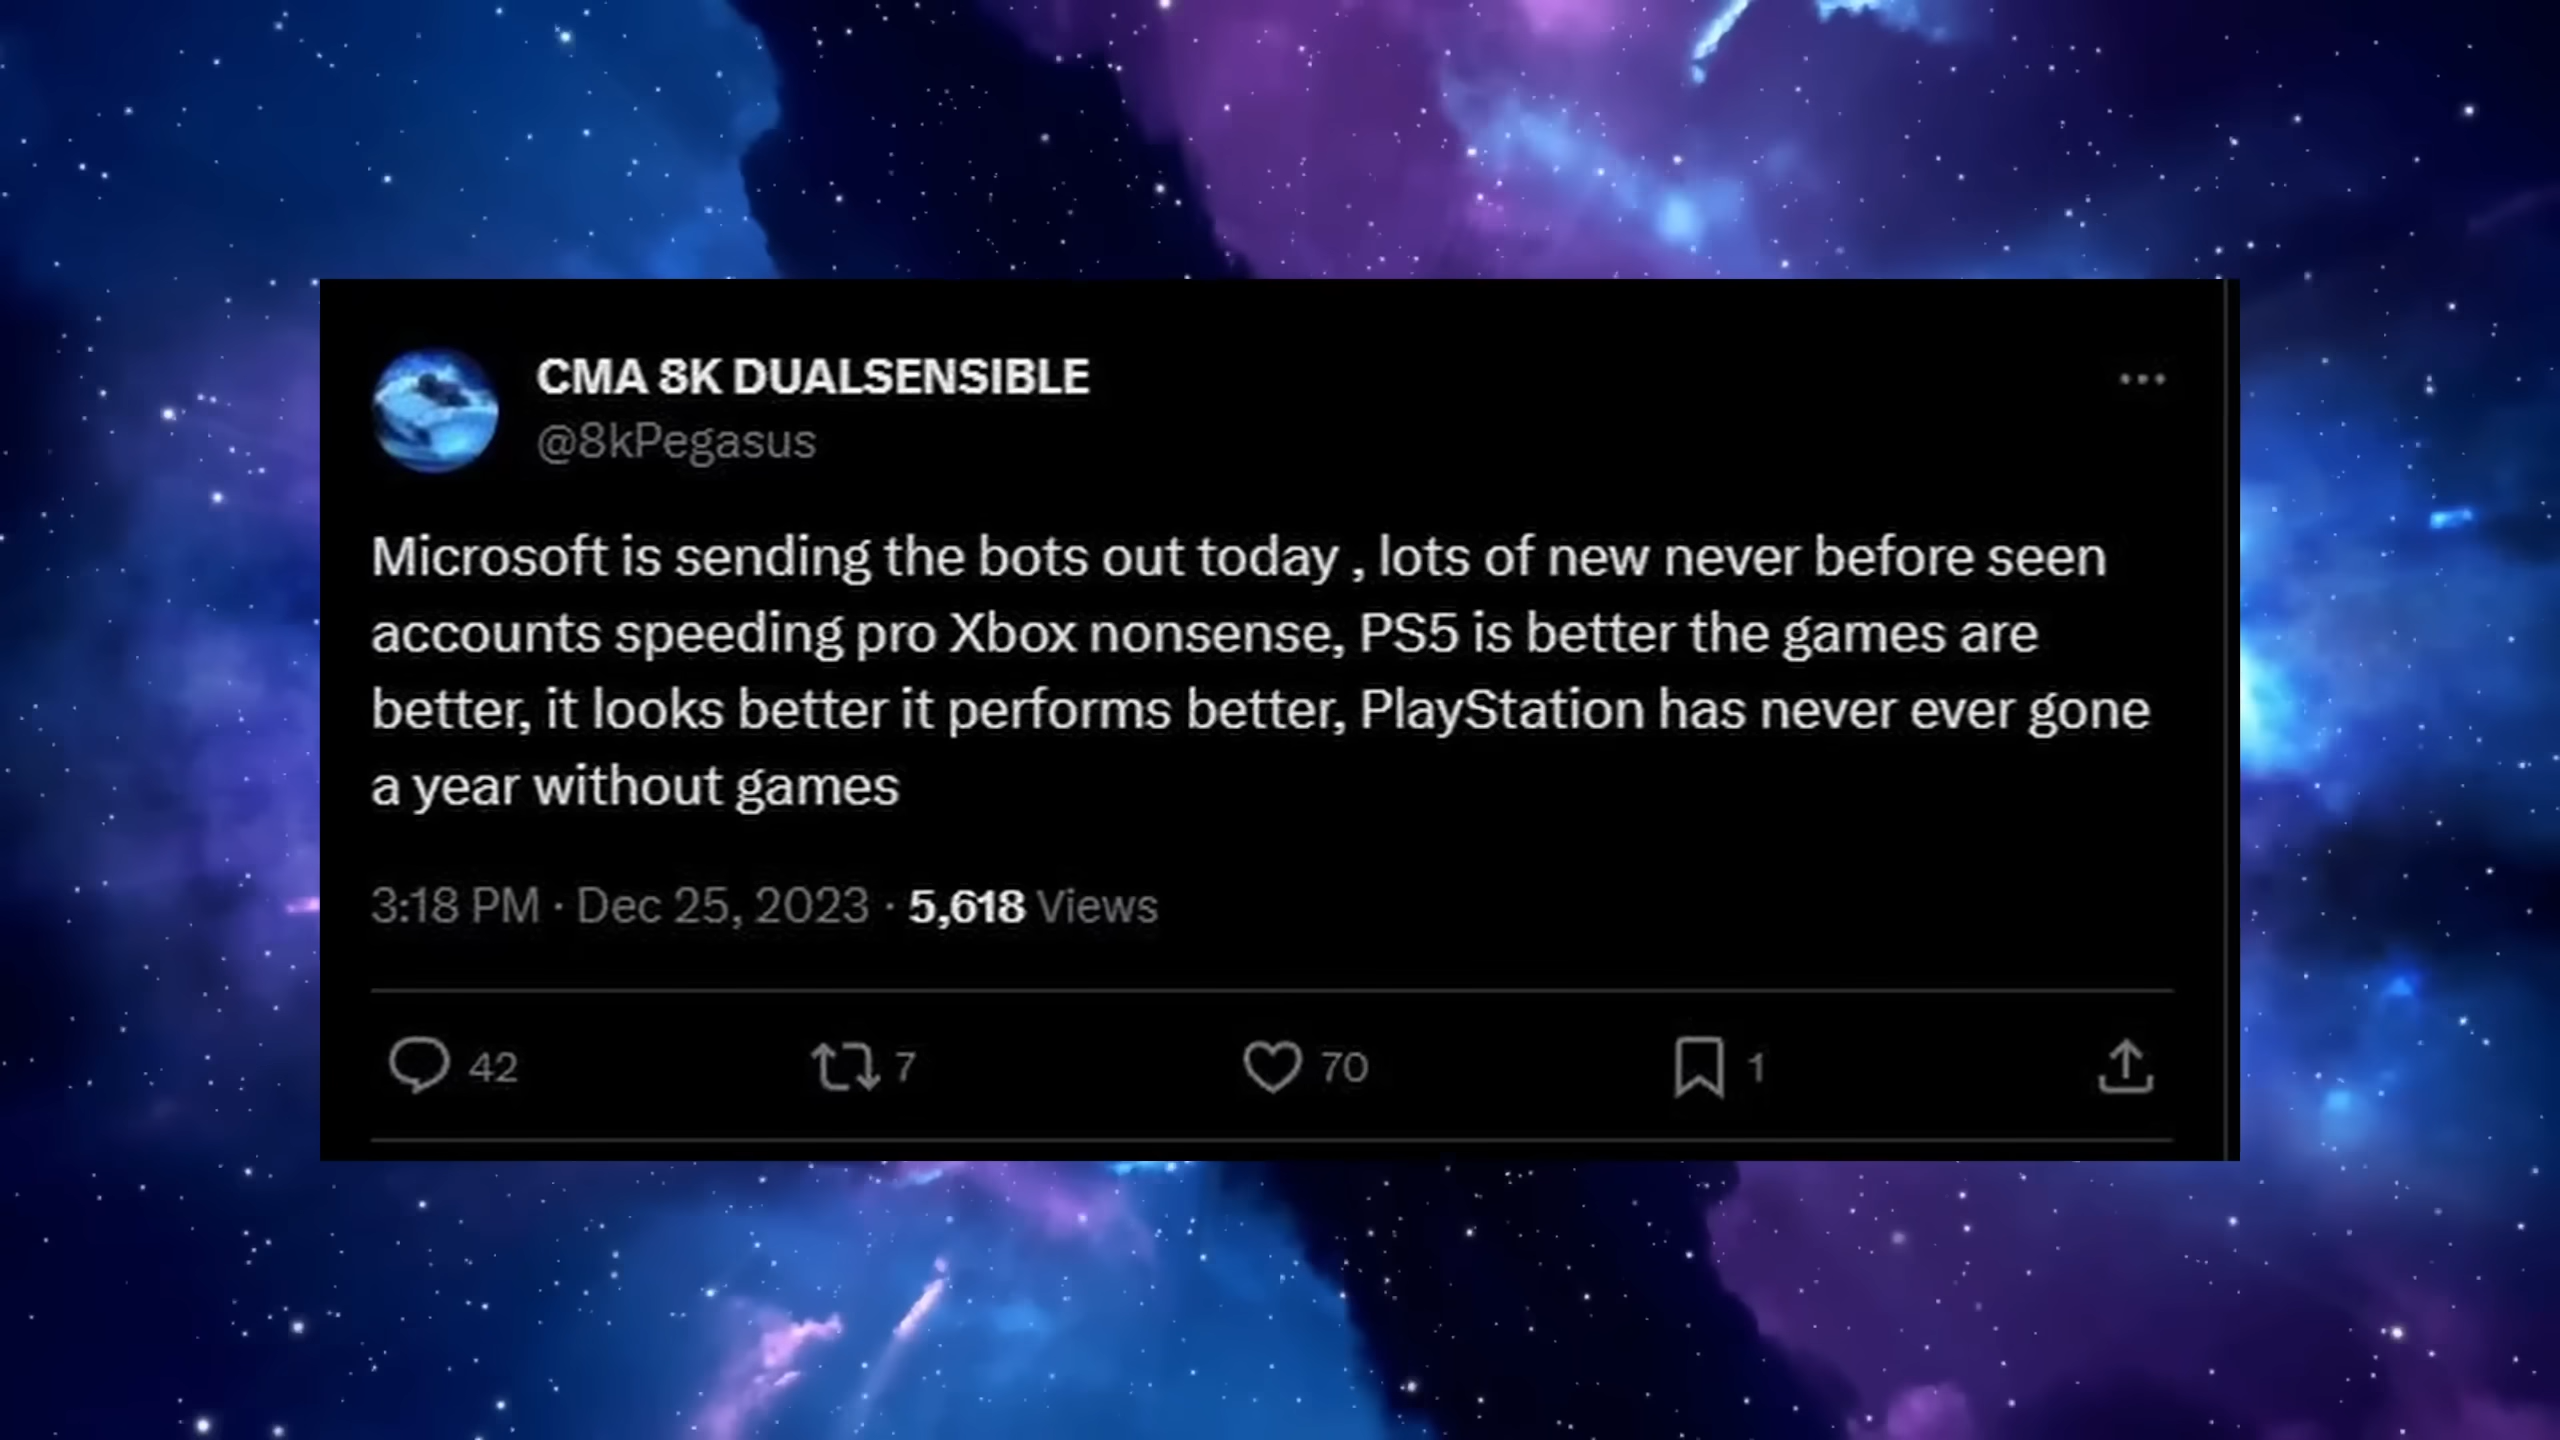 CMA 8K DUALSENSIBLE
@8kPegasus
Microsoft is sending the bots out today , lots of new never before seen
accounts speeding pro Xbox nonsense, PS5 is better the games are
better, it looks better it performs better, PlayStation has never ever gone
a year without games
3:18 PM · Dec 25, 2023 · 5,618 Views
42 7 70 1